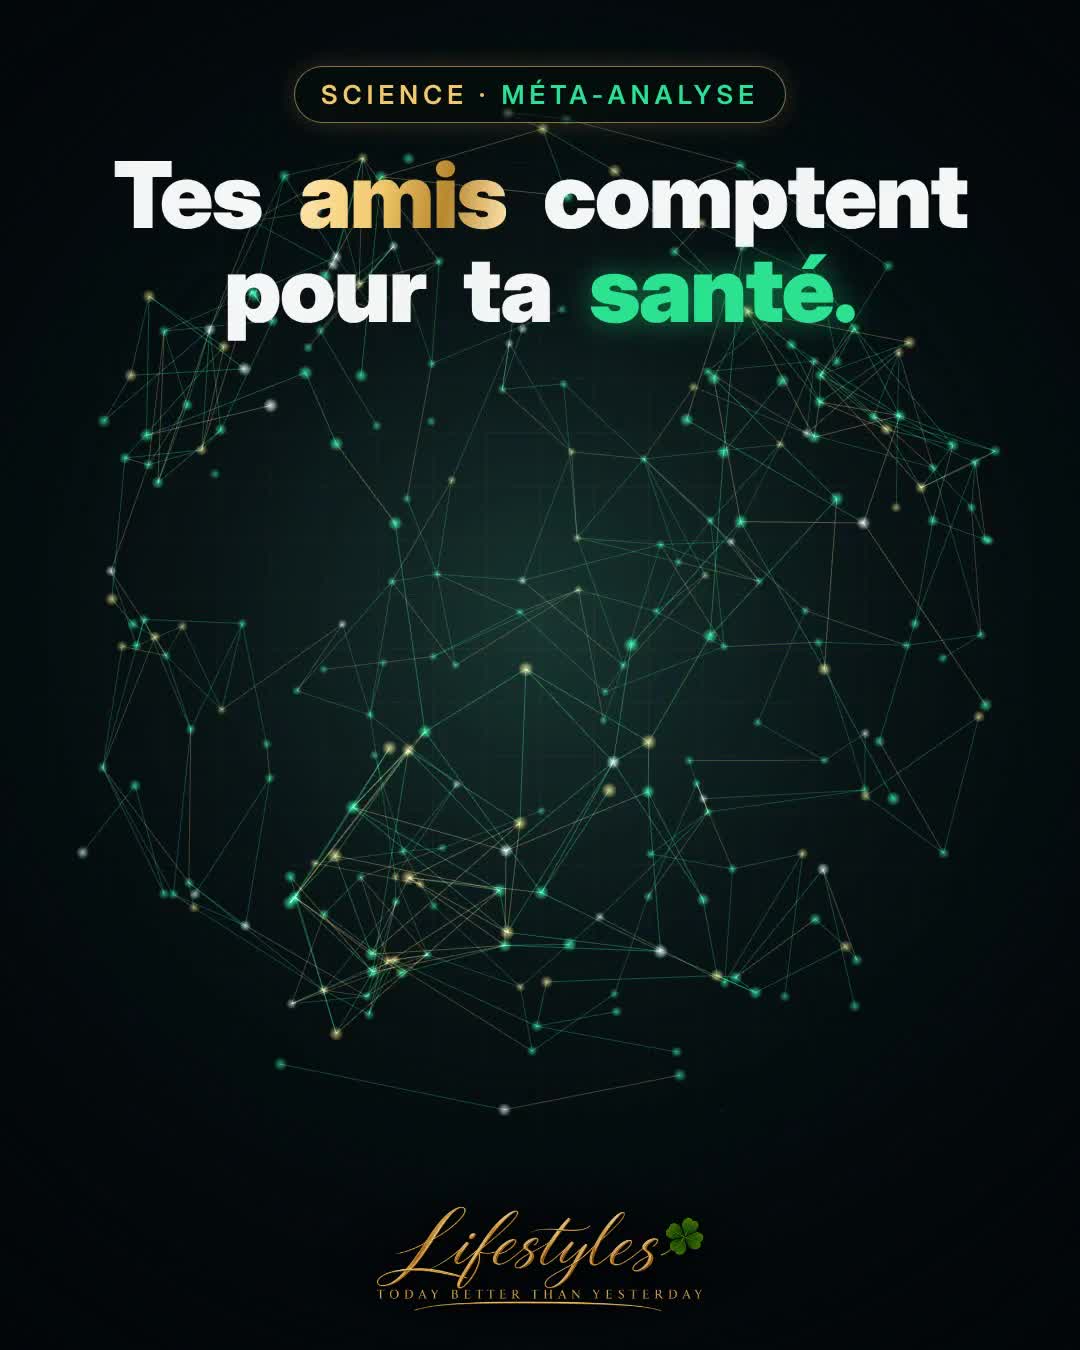 SCIENCE · MÉTA-ANALYSE
Tes amis comptent
pour ta santé.
Lifestyles
TODAY BETTER THAN YESTERDAY